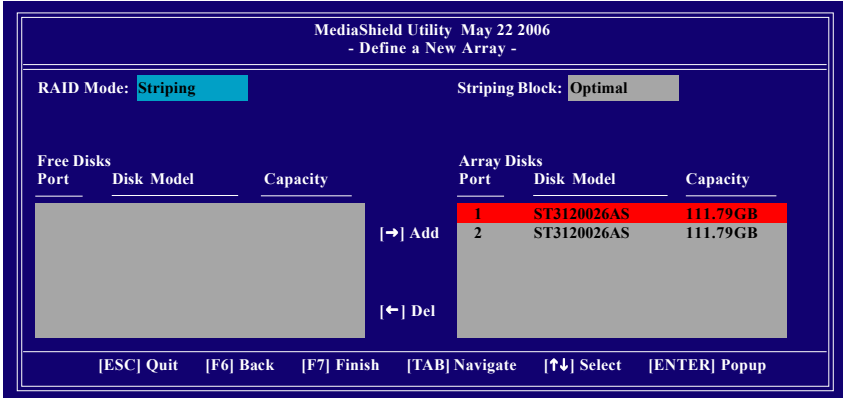 MediaShield Utility May 22 2006
- Define a New Array -
RAID Mode: Striping Striping Block: Optimal
Free Disks Array Disks
Port Disk Model Capacity Port Disk Model Capacity
1 ST3120026AS 111.79GB
[→] Add 2 ST3120026AS 111.79GB
[←] Del
[ESC] Quit [F6] Back [F7] Finish [TAB] Navigate [↑↓] Select [ENTER] Popup